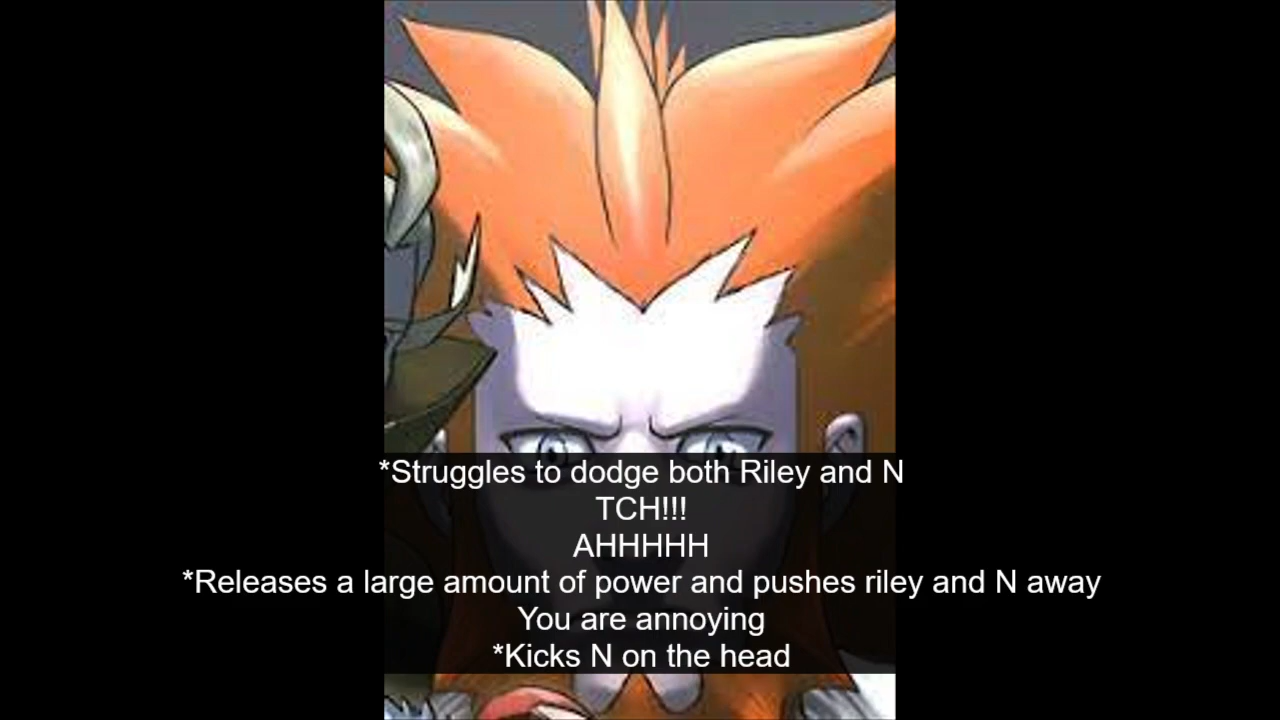 *Struggles to dodge both Riley and N
TCH!!!
AHHHHH
*Releases a large amount of power and pushes riley and N away
You are annoying
*Kicks N on the head